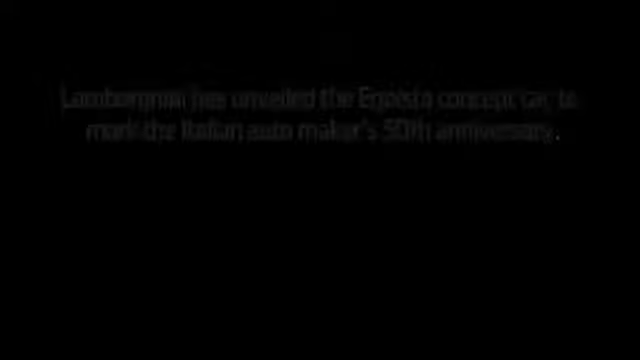 Lamborghini has unveiled the Egoista concept car to
mark the Italian auto maker's 50th anniversary.